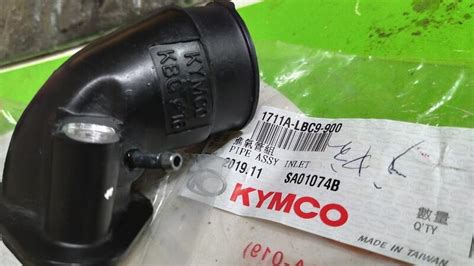 KYMCO
KBC 916
1711A-LBC9-900
進氣管組
PIPE ASSY INLET
2019.11 SA01074B
KYMCO
數量
Q'TY
MADE IN TAIWAN